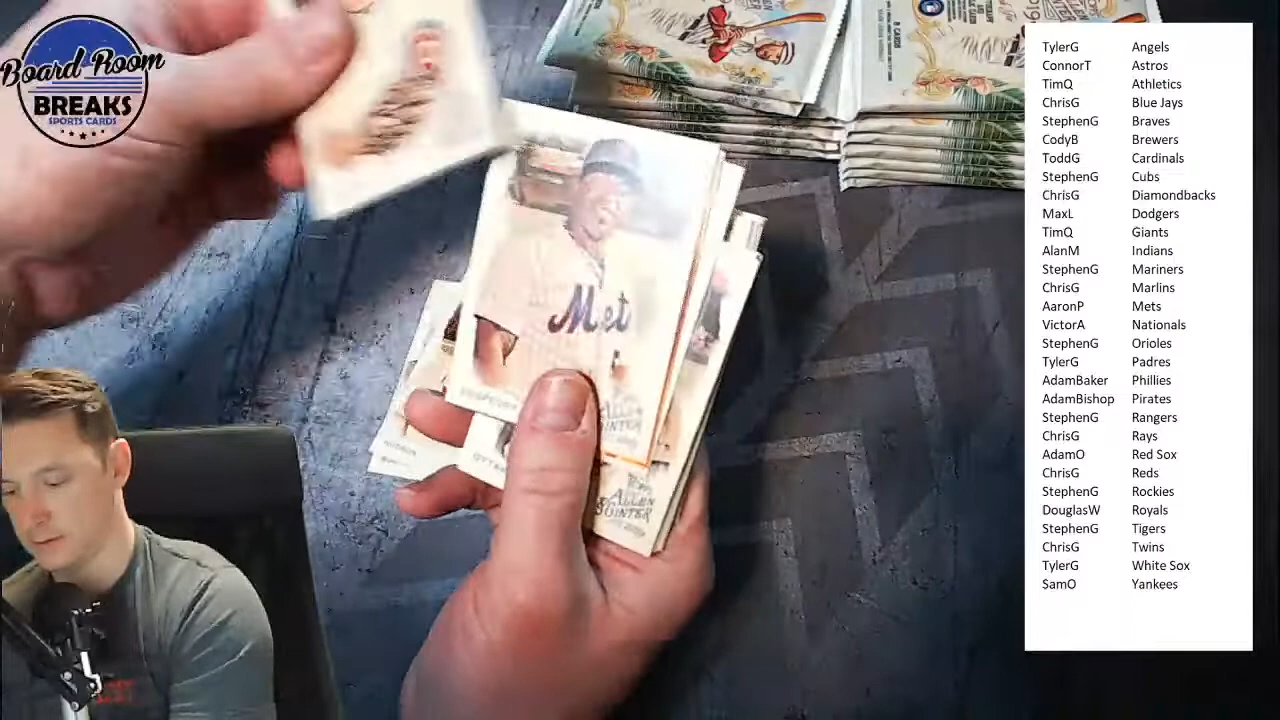 Board Room
BREAKS
SPORTS CARDS
TylerG Angels
ConnorT Astros
TimQ Athletics
ChrisG Blue Jays
StephenG Braves
CodyB Brewers
ToddG Cardinals
StephenG Cubs
ChrisG Diamondbacks
MaxL Dodgers
TimQ Giants
AlanM Indians
StephenG Mariners
ChrisG Marlins
AaronP Mets
VictorA Nationals
StephenG Orioles
TylerG Padres
AdamBaker Phillies
AdamBishop Pirates
StephenG Rangers
ChrisG Rays
AdamO Red Sox
ChrisG Reds
StephenG Rockies
DouglasW Royals
StephenG Tigers
ChrisG Twins
TylerG White Sox
SamO Yankees
Met
ALLEN
GINTER